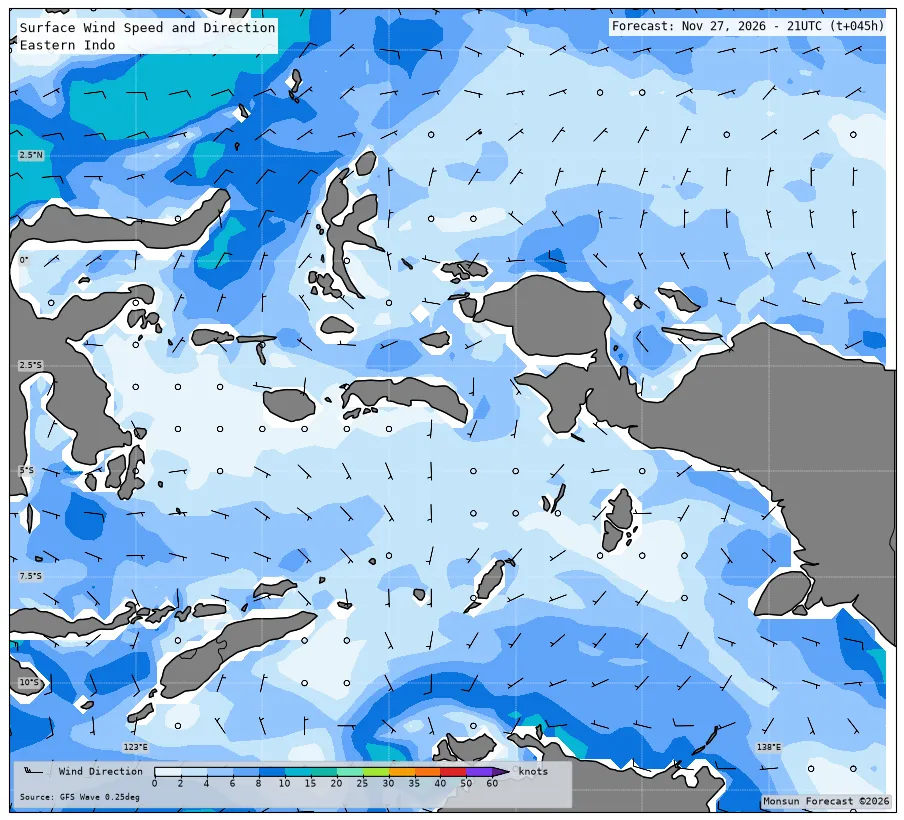 Surface Wind Speed and Direction
Eastern Indo
Forecast: Nov 27, 2026 - 21UTC (t+045h)
2.5°N
0°
2.5°S
5°S
7.5°S
10°S
123°E
138°E
Wind Direction
knots
0 2 4 6 8 10 15 20 25 30 35 40 50 60
Source: GFS Wave 0.25deg
Monsun Forecast ©2026